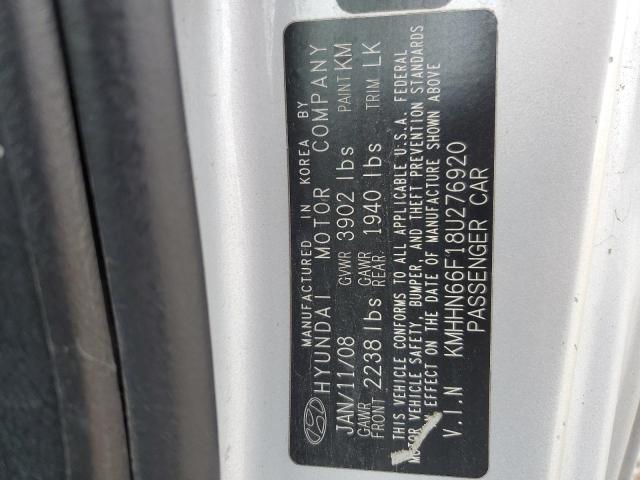 MANUFACTURED IN KOREA BY
HYUNDAI MOTOR COMPANY
JAN/11/08 GVWR 3902 lbs PAINT KM
GAWR FRONT 2238 lbs GAWR REAR. 1940 lbs TRIM LK
THIS VEHICLE CONFORMS TO ALL APPLICABLE U.S.A. FEDERAL
MOTOR VEHICLE SAFETY, BUMPER, AND THEFT PREVENTION STANDARDS
IN EFFECT ON THE DATE OF MANUFACTURE SHOWN ABOVE
V.I.N KMHHN66F18U276920
PASSENGER CAR